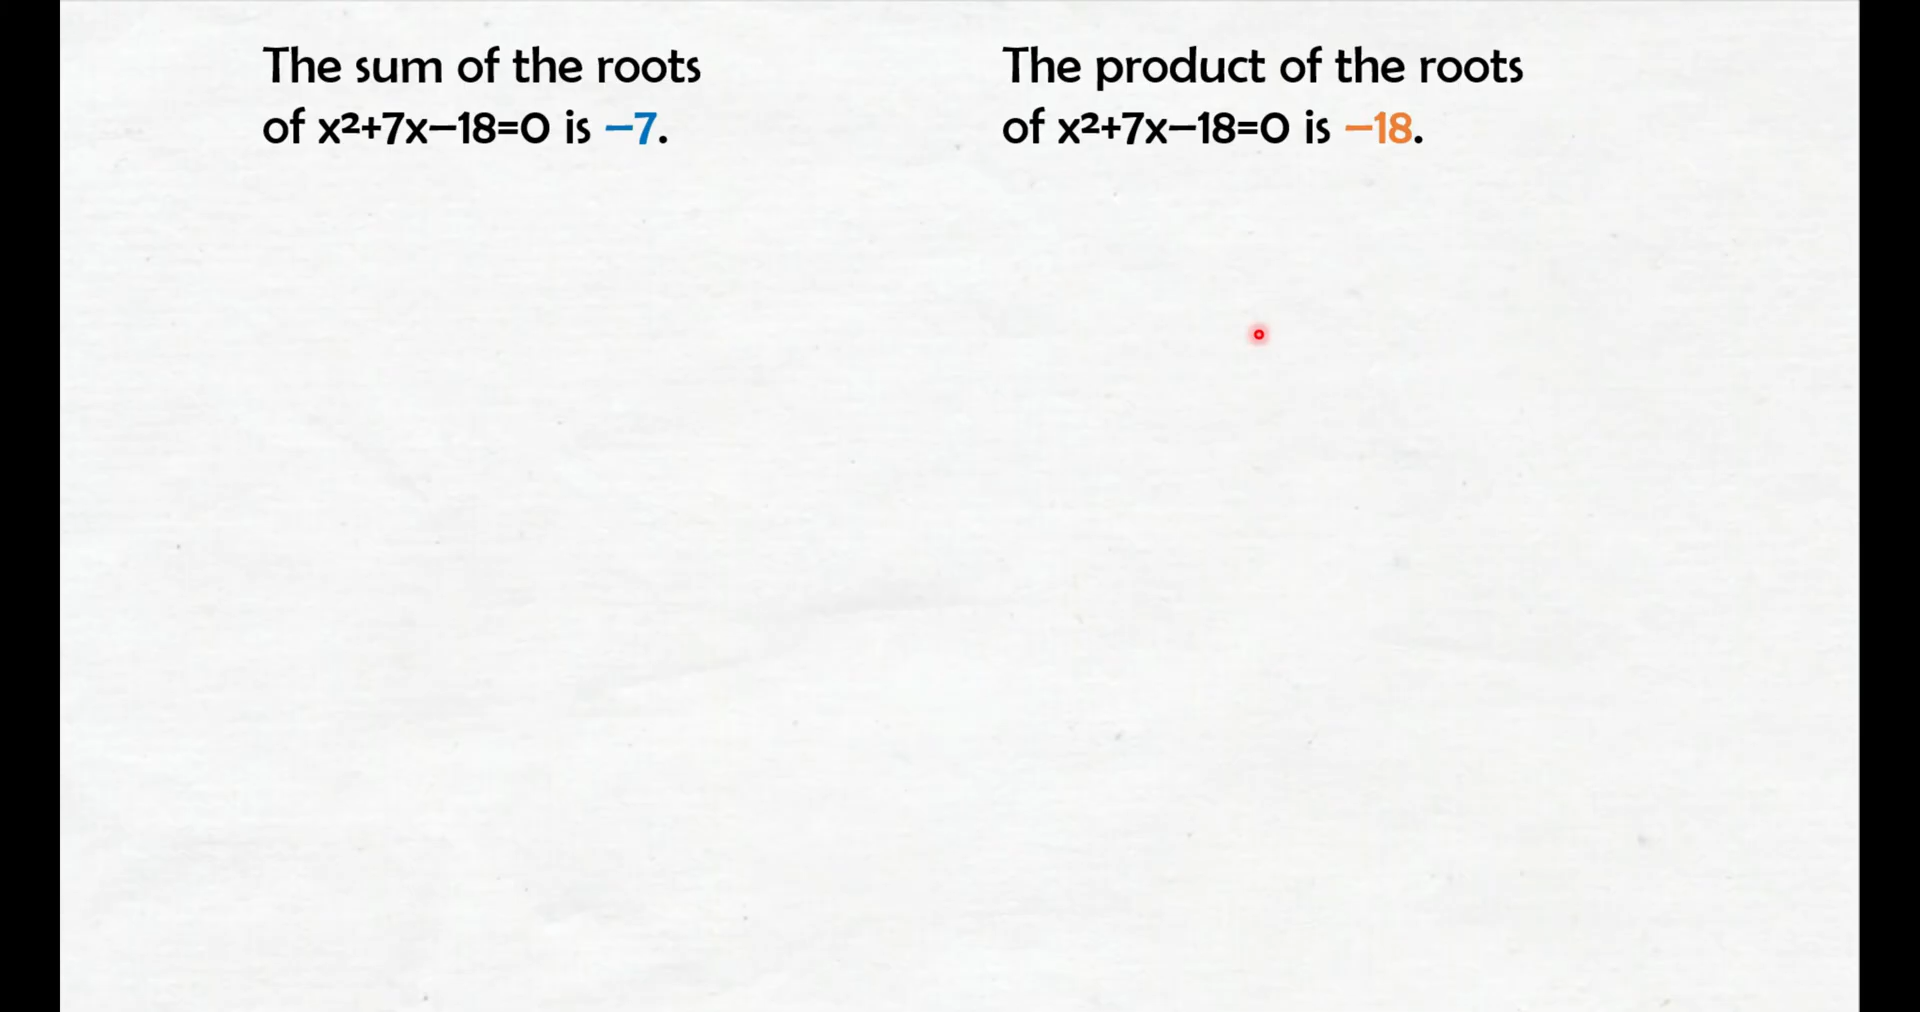 The sum of the roots
of x²+7x−18=0 is −7.
The product of the roots
of x²+7x−18=0 is −18.